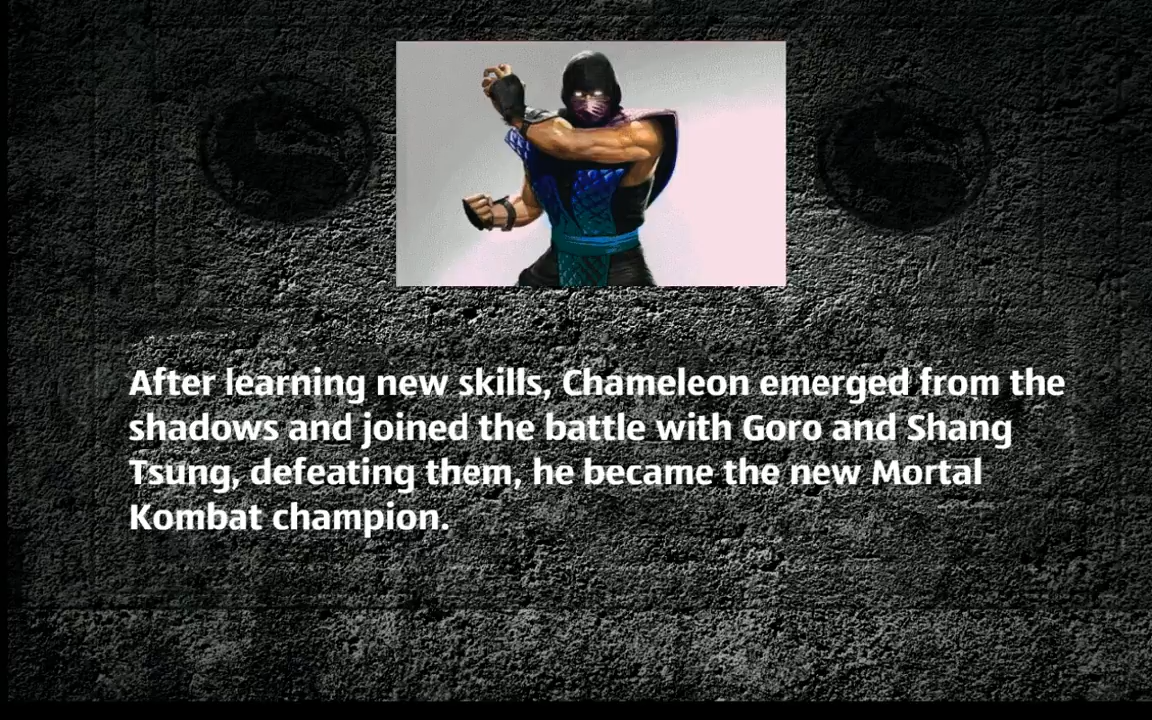 After learning new skills, Chameleon emerged from the
shadows and joined the battle with Goro and Shang
Tsung, defeating them, he became the new Mortal
Kombat champion.